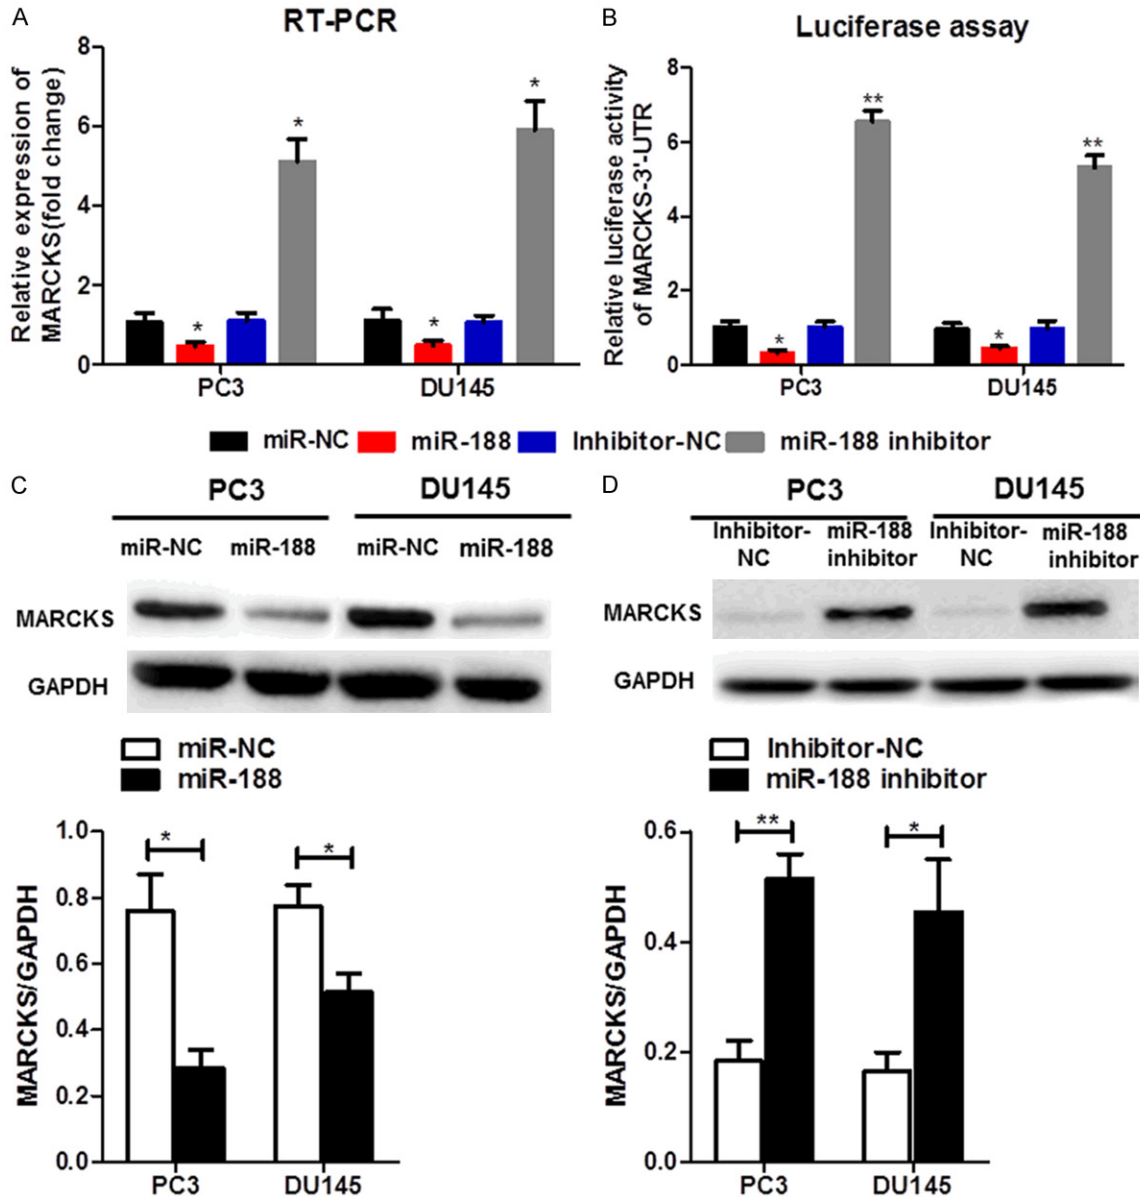 A
RT-PCR
Relative expression of
MARCKS(fold change)
8
6
4
2
0
*
*
*
*
PC3
DU145
B
Luciferase assay
Relative luciferase activity
of MARCKS-3'-UTR
8
6
4
2
0
*
**
*
**
PC3
DU145
miR-NC
miR-188
Inhibitor-NC
miR-188 inhibitor
C
PC3
DU145
miR-NC
miR-188
miR-NC
miR-188
MARCKS
GAPDH
miR-NC
miR-188
MARCKS/GAPDH
1.0
0.8
0.6
0.4
0.2
0.0
*
*
PC3
DU145
D
PC3
DU145
Inhibitor-
NC
miR-188
inhibitor
Inhibitor-
NC
miR-188
inhibitor
MARCKS
GAPDH
Inhibitor-NC
miR-188 inhibitor
MARCKS/GAPDH
0.6
0.4
0.2
0.0
**
*
PC3
DU145